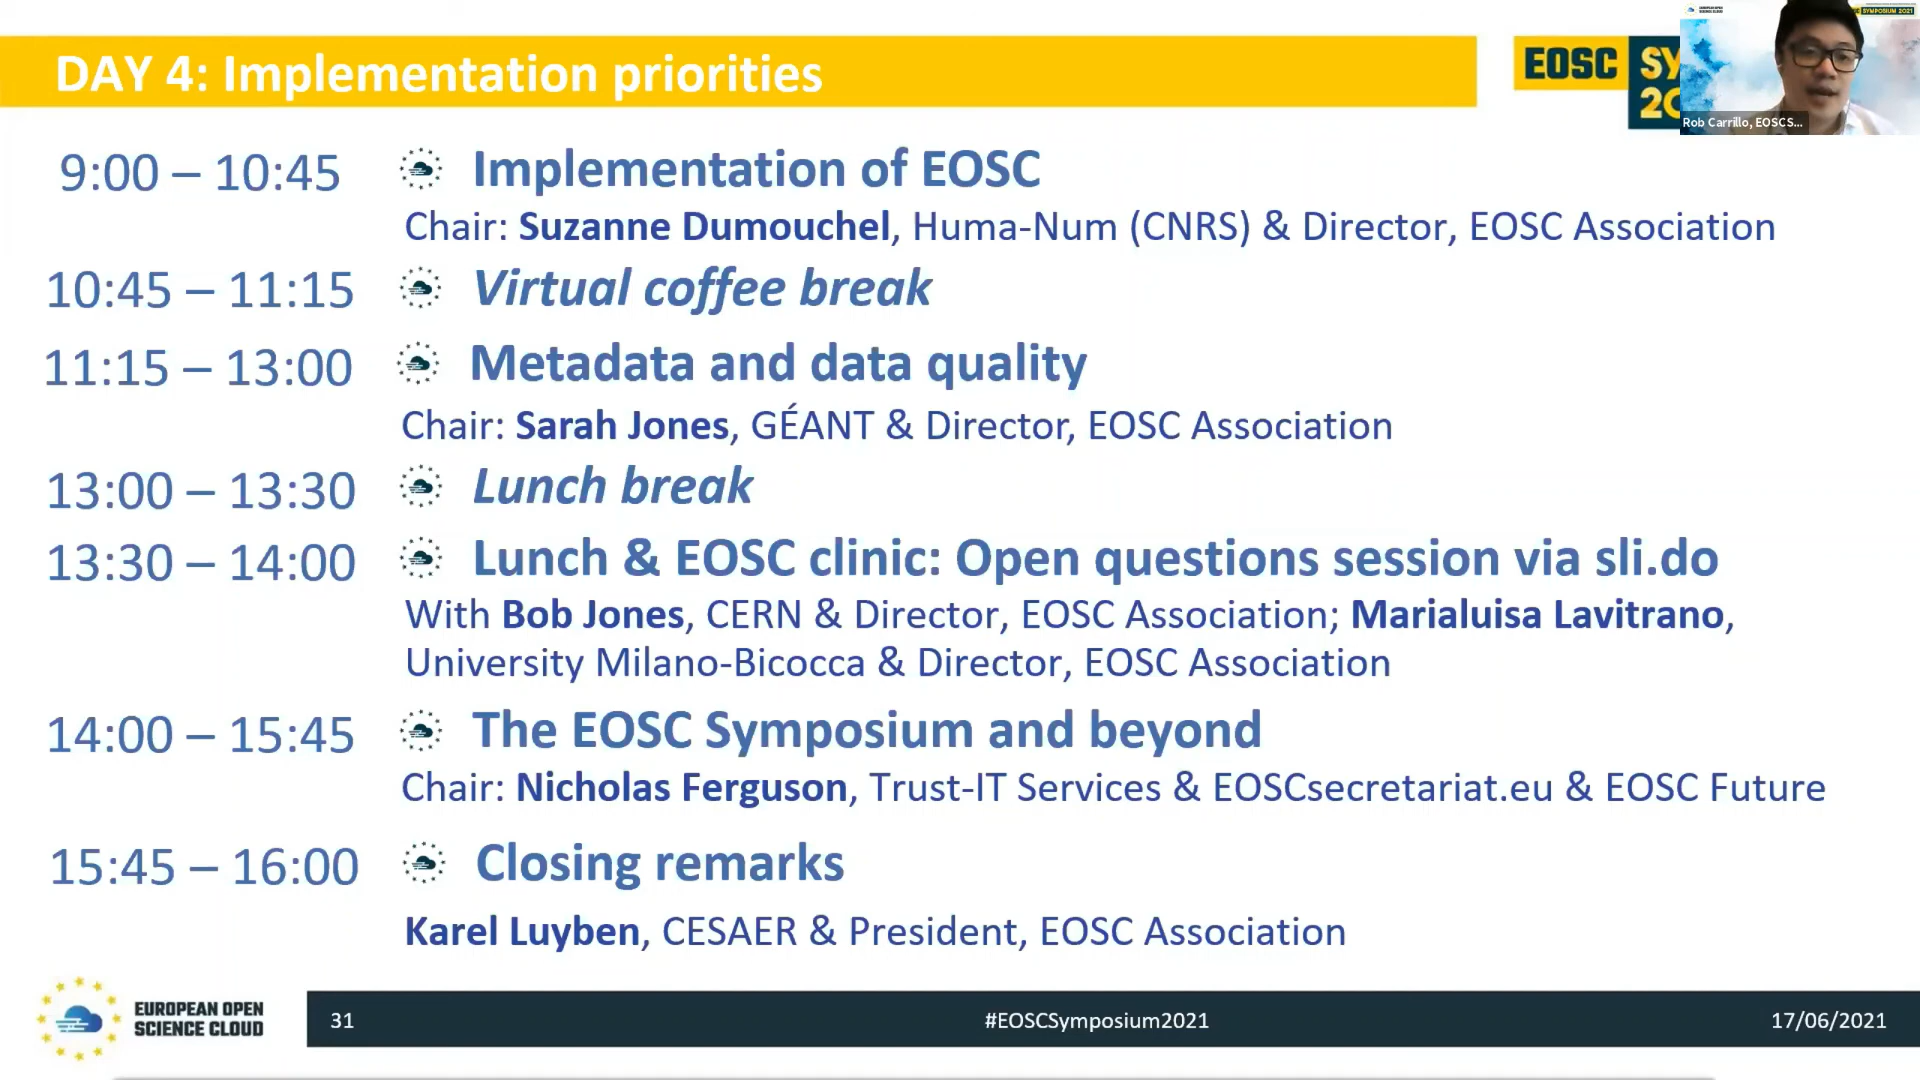 DAY 4: Implementation priorities
EOSC SY
20
EUROPEAN OPEN
SCIENCE CLOUD
SYMPOSIUM 2021
Rob Carrillo, EOSCS...
9:00 – 10:45
Implementation of EOSC
Chair: Suzanne Dumouchel, Huma-Num (CNRS) & Director, EOSC Association
10:45 – 11:15
Virtual coffee break
11:15 – 13:00
Metadata and data quality
Chair: Sarah Jones, GÉANT & Director, EOSC Association
13:00 – 13:30
Lunch break
13:30 – 14:00
Lunch & EOSC clinic: Open questions session via sli.do
With Bob Jones, CERN & Director, EOSC Association; Marialuisa Lavitrano,
University Milano-Bicocca & Director, EOSC Association
14:00 – 15:45
The EOSC Symposium and beyond
Chair: Nicholas Ferguson, Trust-IT Services & EOSCsecretariat.eu & EOSC Future
15:45 – 16:00
Closing remarks
Karel Luyben, CESAER & President, EOSC Association
EUROPEAN OPEN
SCIENCE CLOUD
31
#EOSCSymposium2021
17/06/2021